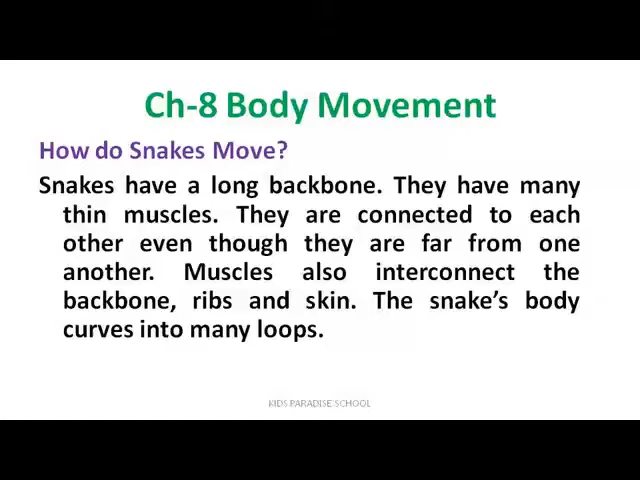 Ch-8 Body Movement
How do Snakes Move?
Snakes have a long backbone. They have many
thin muscles. They are connected to each
other even though they are far from one
another. Muscles also interconnect the
backbone, ribs and skin. The snake’s body
curves into many loops.
KIDS PARADISE SCHOOL